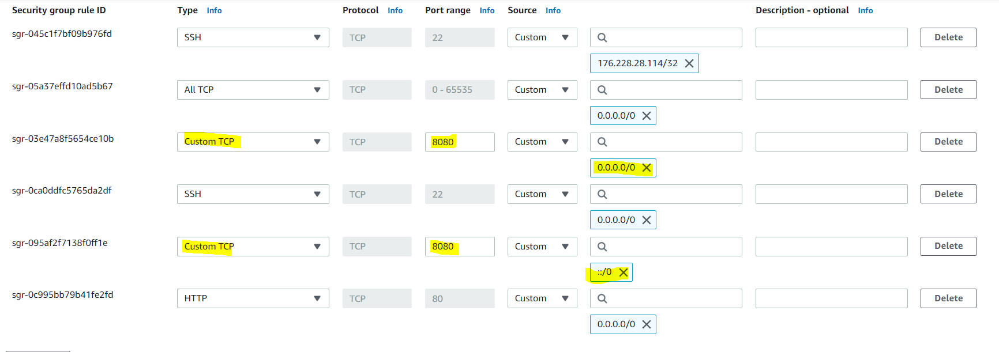 Security group rule ID Type Info Protocol Info Port range Info Source Info Description - optional Info
sgr-045c1f7bf09b976fd SSH TCP 22 Custom Delete
176.228.28.114/32
sgr-05a37effd10ad5b67 All TCP TCP 0 - 65535 Custom Delete
0.0.0.0/0
sgr-03e47a8f5654ce10b Custom TCP TCP 8080 Custom Delete
0.0.0.0/0
sgr-0ca0ddfc5765da2df SSH TCP 22 Custom Delete
0.0.0.0/0
sgr-095af2f7138f0ff1e Custom TCP TCP 8080 Custom Delete
::/0
sgr-0c995bb79b41fe2fd HTTP TCP 80 Custom Delete
0.0.0.0/0